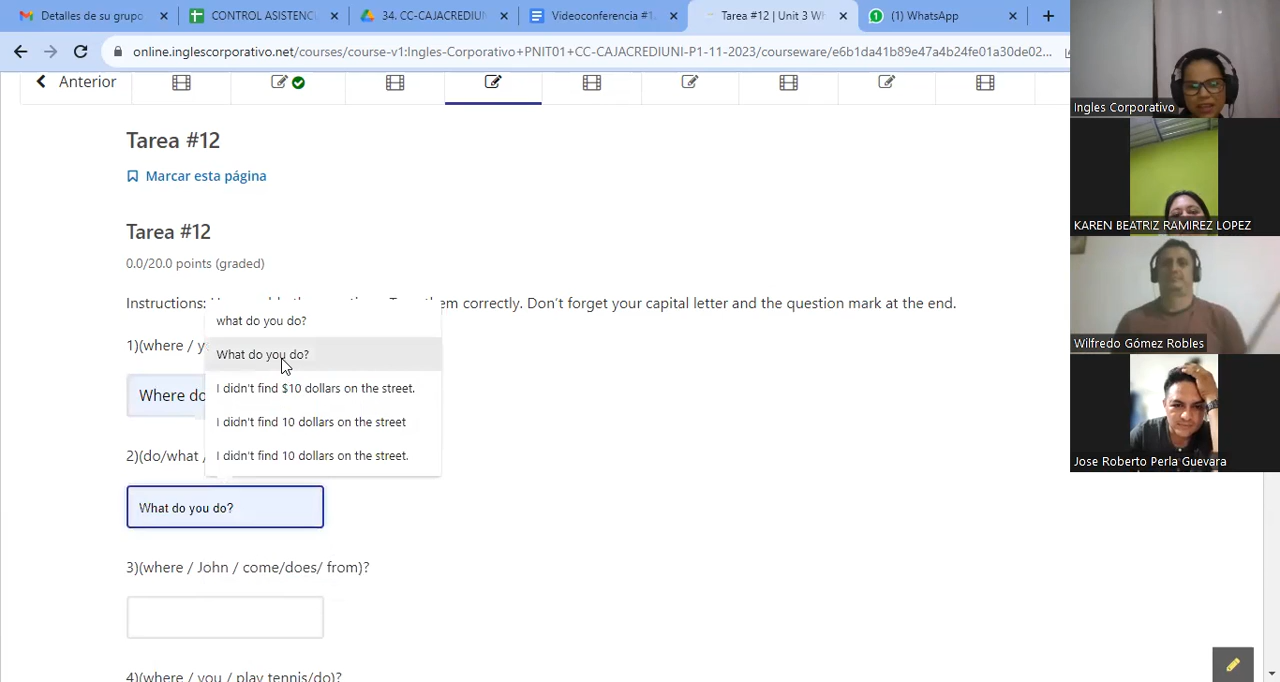 Detalles de su grupo
CONTROL ASISTENC
34. CC-CAJACREDIUN
Videoconferencia #1
Tarea #12 | Unit 3 Wh
(1) WhatsApp
online.inglescorporativo.net/courses/course-v1:Ingles-Corporativo+PNIT01+CC-CAJACREDIUNI-P1-11-2023/courseware/e6b1da41b89e47a4b24fe01a30de02...
Anterior
Tarea #12
Marcar esta página
Tarea #12
0.0/20.0 points (graded)
Instructions: them correctly. Don't forget your capital letter and the question mark at the end.
what do you do?
1)(where / y
What do you do?
I didn't find $10 dollars on the street.
Where do
I didn't find 10 dollars on the street
2)(do/what /
I didn't find 10 dollars on the street.
What do you do?
3)(where / John / come/does/ from)?
4)(where / you / play tennis/do)?
Ingles Corporativo
KAREN BEATRIZ RAMIREZ LOPEZ
Wilfredo Gómez Robles
Jose Roberto Perla Guevara